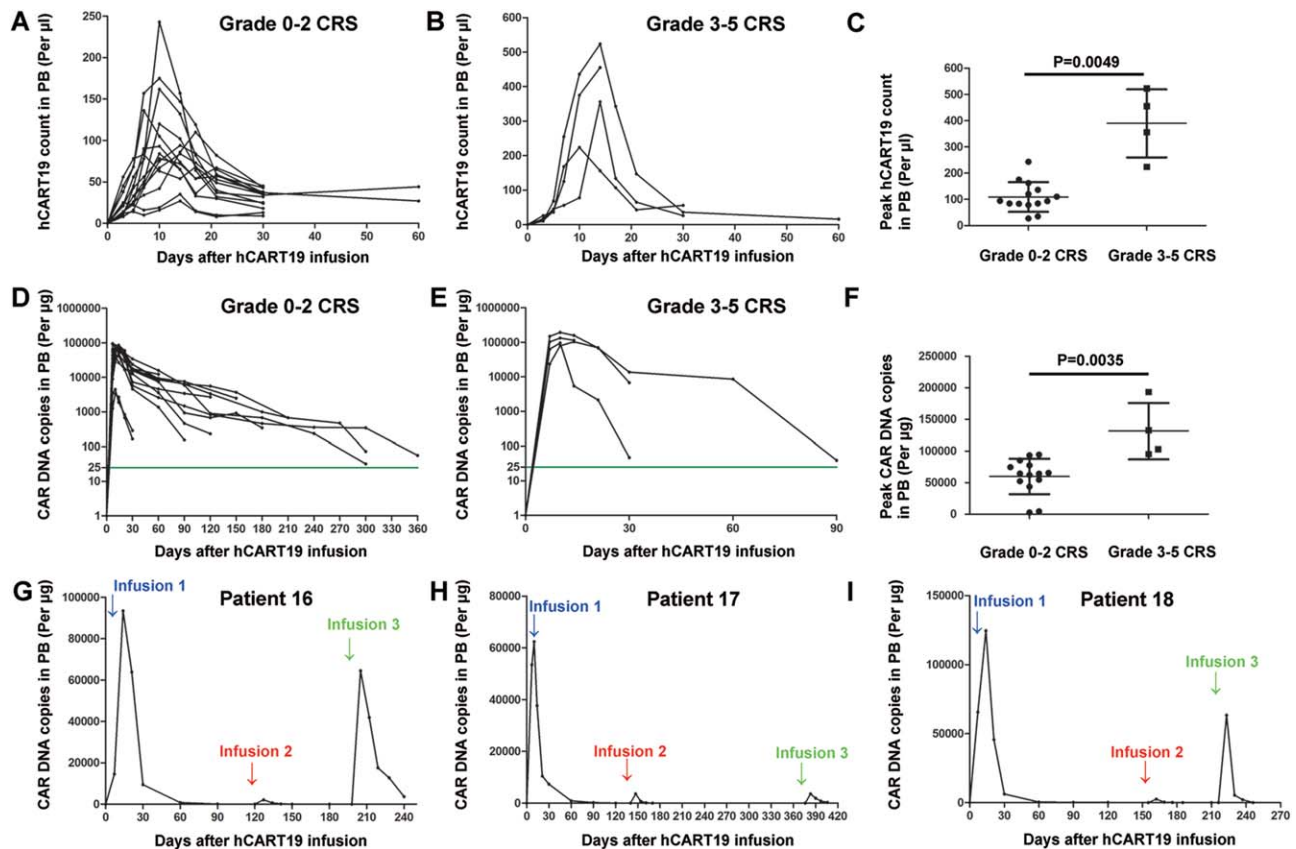 A
Grade 0-2 CRS
hCART19 count in PB (Per µl)
250
200
150
100
50
0
0 10 20 30 40 50 60
Days after hCART19 infusion
B
Grade 3-5 CRS
hCART19 count in PB (Per µl)
600
500
400
300
200
100
0
0 10 20 30 40 50 60
Days after hCART19 infusion
C
P=0.0049
Peak hCART19 count
in PB (Per µl)
600
500
400
300
200
100
0
Grade 0-2 CRS Grade 3-5 CRS
D
Grade 0-2 CRS
CAR DNA copies in PB (Per µg)
1000000
100000
10000
1000
100
25
10
1
0 30 60 90 120 150 180 210 240 270 300 330 360
Days after hCART19 infusion
E
Grade 3-5 CRS
CAR DNA copies in PB (Per µg)
1000000
100000
10000
1000
100
25
10
1
0 30 60 90
Days after hCART19 infusion
F
P=0.0035
Peak CAR DNA copies
in PB (Per µg)
250000
200000
150000
100000
50000
0
Grade 0-2 CRS Grade 3-5 CRS
G
Patient 16
Infusion 1
Infusion 2
Infusion 3
CAR DNA copies in PB (Per µg)
100000
80000
60000
40000
20000
0
0 30 60 90 120 150 180 210 240
Days after hCART19 infusion
H
Patient 17
Infusion 1
Infusion 2
Infusion 3
CAR DNA copies in PB (Per µg)
80000
60000
40000
20000
0
0 30 60 90 120 150 180 210 240 270 300 330 360 390 420
Days after hCART19 infusion
I
Patient 18
Infusion 1
Infusion 2
Infusion 3
CAR DNA copies in PB (Per µg)
150000
100000
50000
0
0 30 60 90 120 150 180 210 240 270
Days after hCART19 infusion